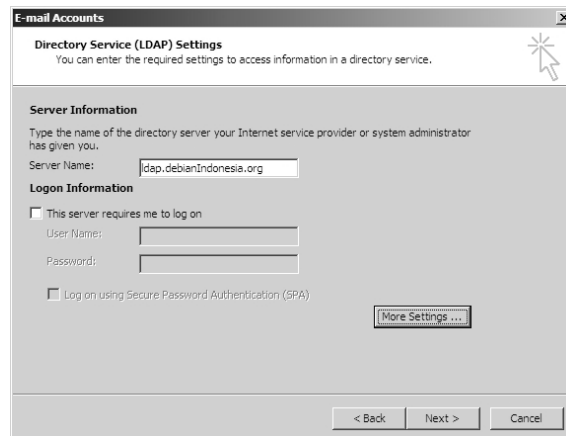 E-mail Accounts
Directory Service (LDAP) Settings
You can enter the required settings to access information in a directory service.
Server Information
Type the name of the directory server your Internet service provider or system administrator
has given you.
Server Name: ldap.debianIndonesia.org
Logon Information
This server requires me to log on
User Name:
Password:
Log on using Secure Password Authentication (SPA)
More Settings ...
< Back Next > Cancel